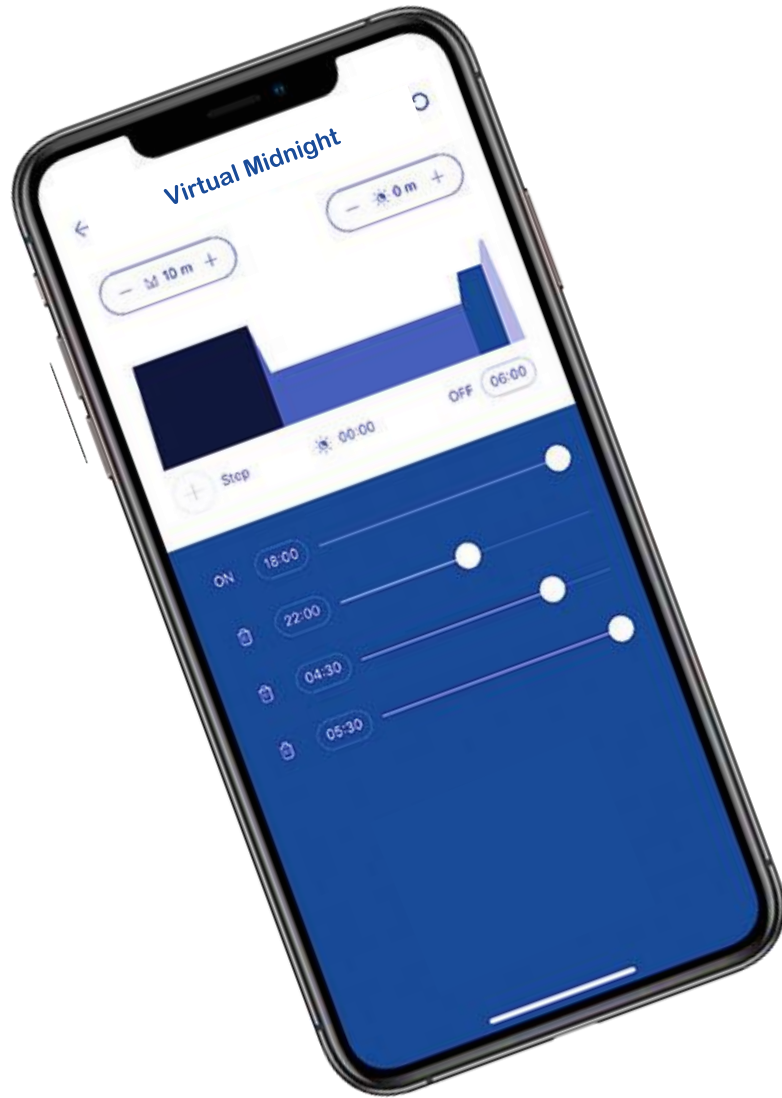 Virtual Midnight
− 10 m +
− 0 m +
+ Step
00:00
OFF 06:00
ON 18:00
22:00
04:30
05:30